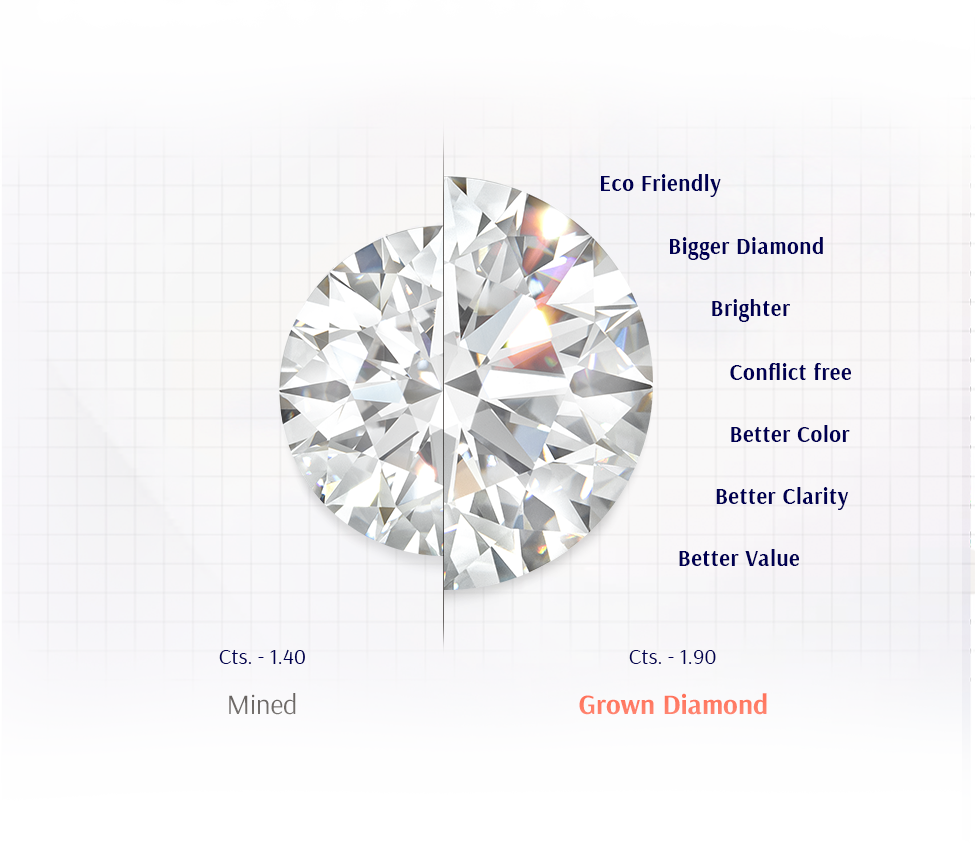 Eco Friendly
Bigger Diamond
Brighter
Conflict free
Better Color
Better Clarity
Better Value
Cts. - 1.40
Cts. - 1.90
Mined
Grown Diamond